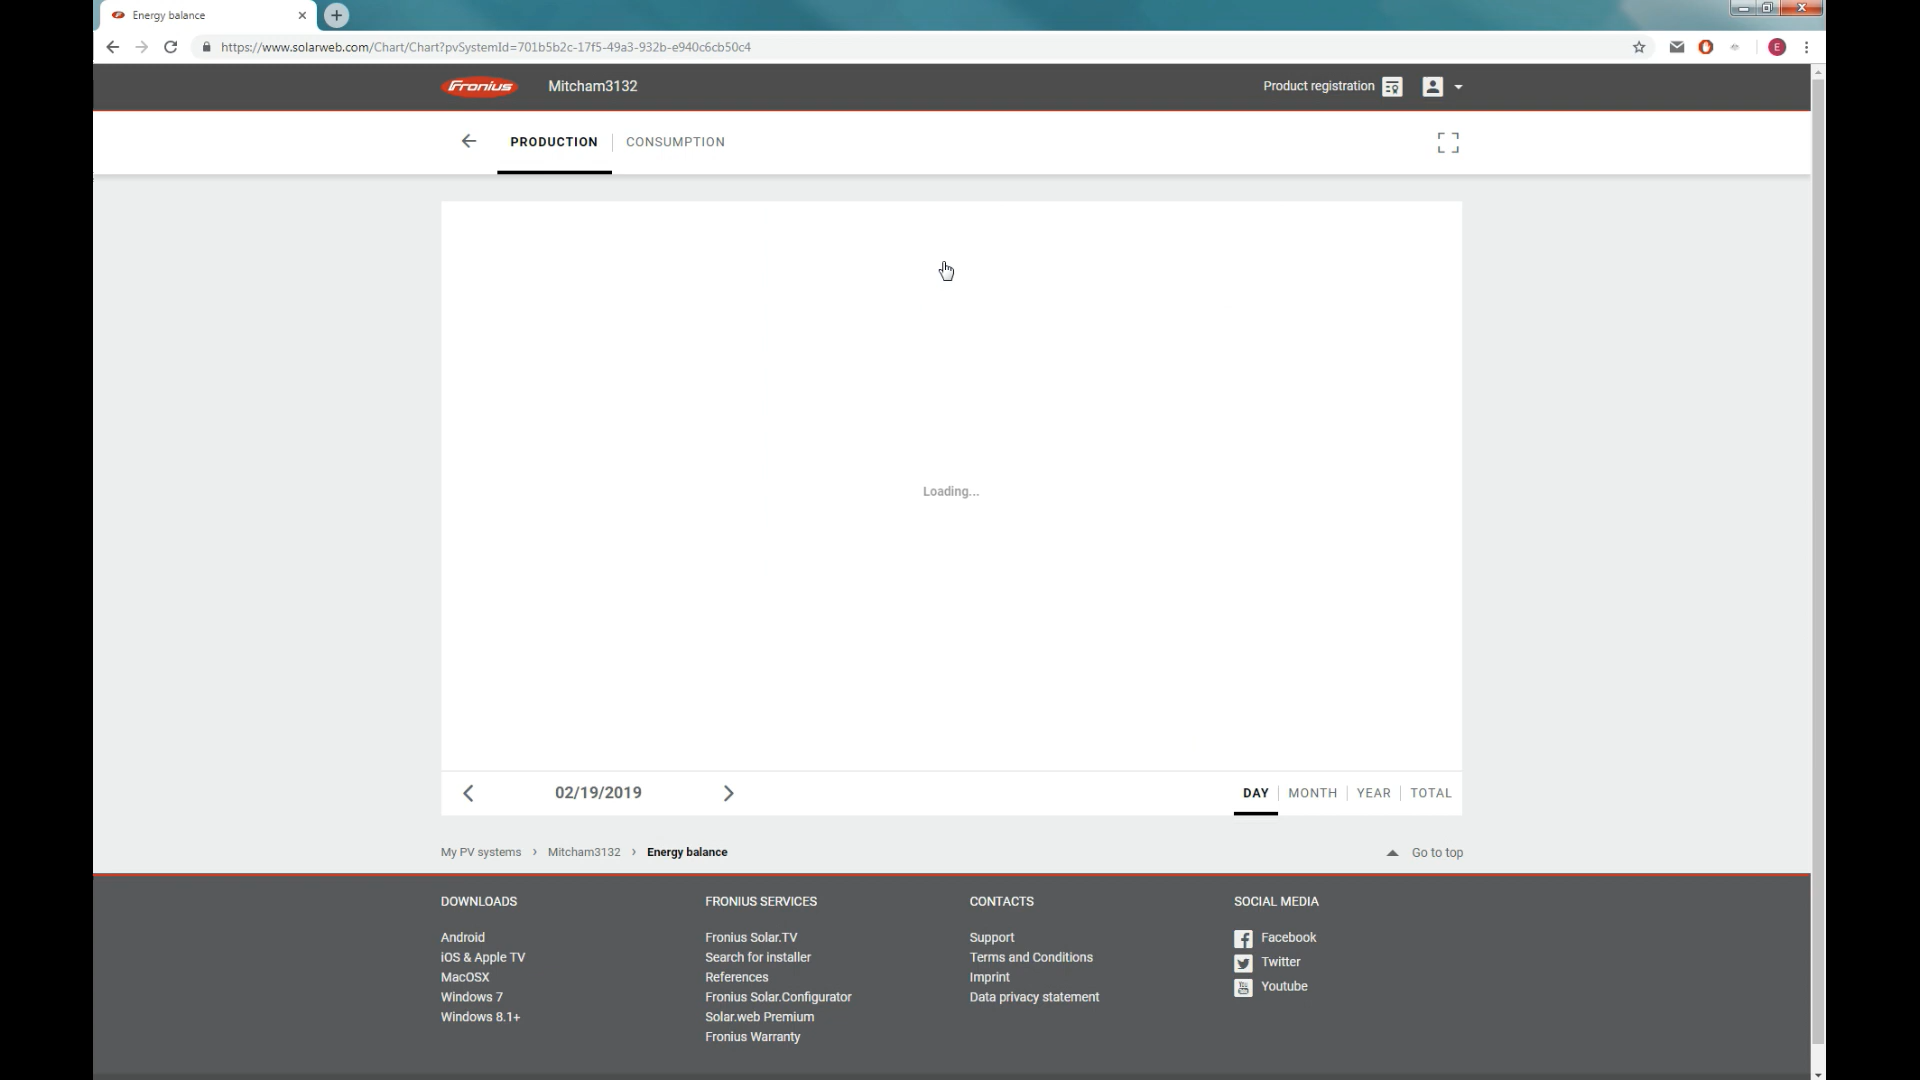 Energy balance
https://www.solarweb.com/Chart/Chart?pvSystemId=701b5b2c-17f5-49a3-932b-e940c6cb50c4
E
Fronius
Mitcham3132
Product registration
PRODUCTION
CONSUMPTION
Loading...
02/19/2019
DAY
MONTH
YEAR
TOTAL
My PV systems › Mitcham3132 › Energy balance
Go to top
DOWNLOADS
Android
iOS & Apple TV
MacOSX
Windows 7
Windows 8.1+
FRONIUS SERVICES
Fronius Solar.TV
Search for installer
References
Fronius Solar.Configurator
Solar.web Premium
Fronius Warranty
CONTACTS
Support
Terms and Conditions
Imprint
Data privacy statement
SOCIAL MEDIA
Facebook
Twitter
Youtube